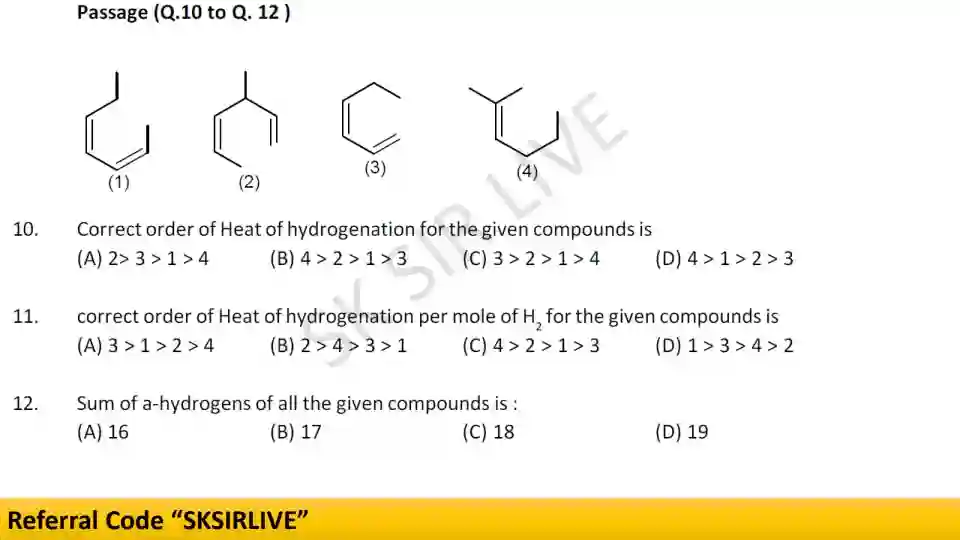 Passage (Q.10 to Q. 12 )
(1)
(2)
(3)
(4)
SK SIR LIVE
10. Correct order of Heat of hydrogenation for the given compounds is
(A) 2> 3 > 1 > 4 (B) 4 > 2 > 1 > 3 (C) 3 > 2 > 1 > 4 (D) 4 > 1 > 2 > 3
11. correct order of Heat of hydrogenation per mole of H₂ for the given compounds is
(A) 3 > 1 > 2 > 4 (B) 2 > 4 > 3 > 1 (C) 4 > 2 > 1 > 3 (D) 1 > 3 > 4 > 2
12. Sum of a-hydrogens of all the given compounds is :
(A) 16 (B) 17 (C) 18 (D) 19
Referral Code “SKSIRLIVE”